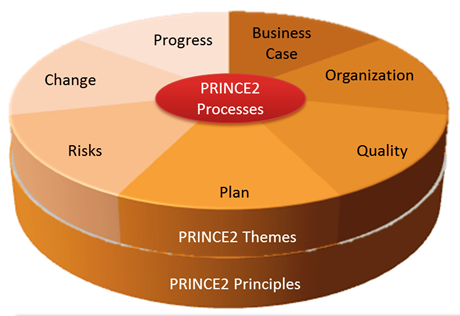 Progress
Business
Case
Change
PRINCE2
Processes
Organization
Risks
Quality
Plan
PRINCE2 Themes
PRINCE2 Principles